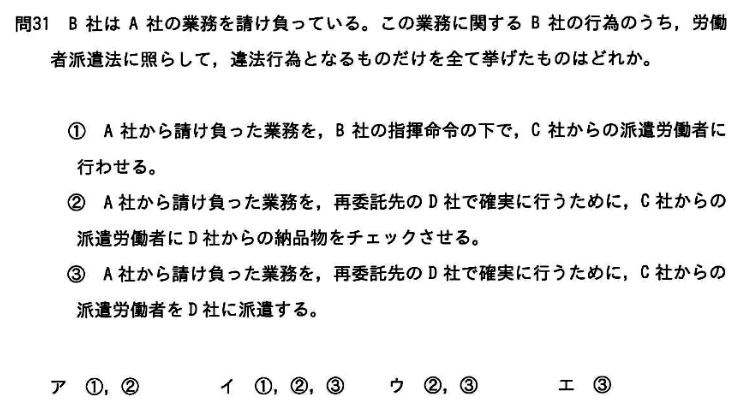 問31 B 社は A 社の業務を請け負っている。この業務に関する B 社の行為のうち，労働
者派遣法に照らして，違法行為となるものだけを全て挙げたものはどれか。
① A 社から請け負った業務を，B 社の指揮命令の下で，C 社からの派遣労働者に
行わせる。
② A 社から請け負った業務を，再委託先の D 社で確実に行うために，C 社からの
派遣労働者に D 社からの納品物をチェックさせる。
③ A 社から請け負った業務を，再委託先の D 社で確実に行うために，C 社からの
派遣労働者を D 社に派遣する。
ア ①，② イ ①，②，③ ウ ②，③ エ ③